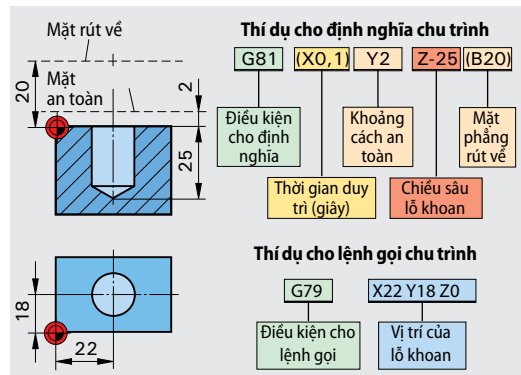 Mặt rút về
20
Mặt
an toàn
2
25
18
22
Thí dụ cho định nghĩa chu trình
G81 (X0,1) Y2 Z-25 (B20)
Điều kiện
cho định
nghĩa
Khoảng
cách an
toàn
Mặt
phẳng
rút về
Thời gian duy
trì (giây)
Chiều sâu
lỗ khoan
Thí dụ cho lệnh gọi chu trình
G79 X22 Y18 Z0
Điều kiện cho
lệnh gọi
Vị trí của
lỗ khoan